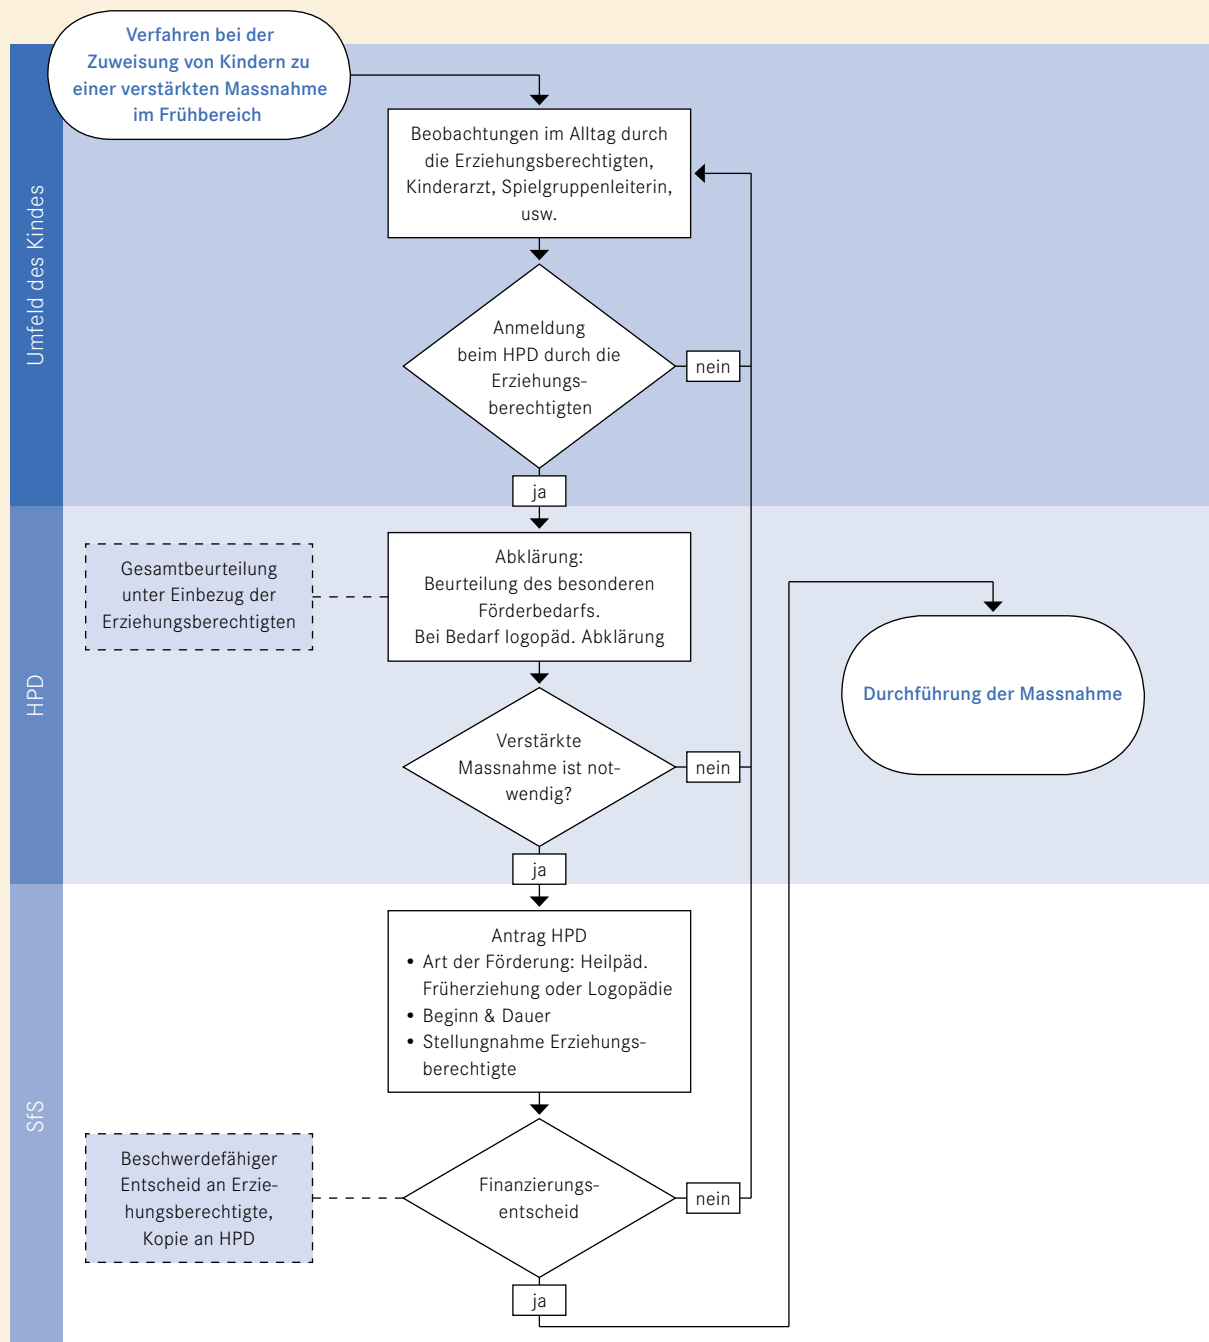 Verfahren bei der
Zuweisung von Kindern zu
einer verstärkten Massnahme
im Frühbereich
Umfeld des Kindes
Beobachtungen im Alltag durch
die Erziehungsberechtigten,
Kinderarzt, Spielgruppenleiterin,
usw.
Anmeldung
beim HPD durch die
Erziehungs-
berechtigten
nein
ja
HPD
Gesamtbeurteilung
unter Einbezug der
Erziehungsberechtigten
Abklärung:
Beurteilung des besonderen
Förderbedarfs.
Bei Bedarf logopäd. Abklärung
Durchführung der Massnahme
Verstärkte
Massnahme ist not-
wendig?
nein
ja
SfS
Antrag HPD
• Art der Förderung: Heilpäd.
Früherziehung oder Logopädie
• Beginn & Dauer
• Stellungnahme Erziehungs-
berechtigte
Beschwerdefähiger
Entscheid an Erzie-
hungsberechtigte,
Kopie an HPD
Finanzierungs-
entscheid
nein
ja